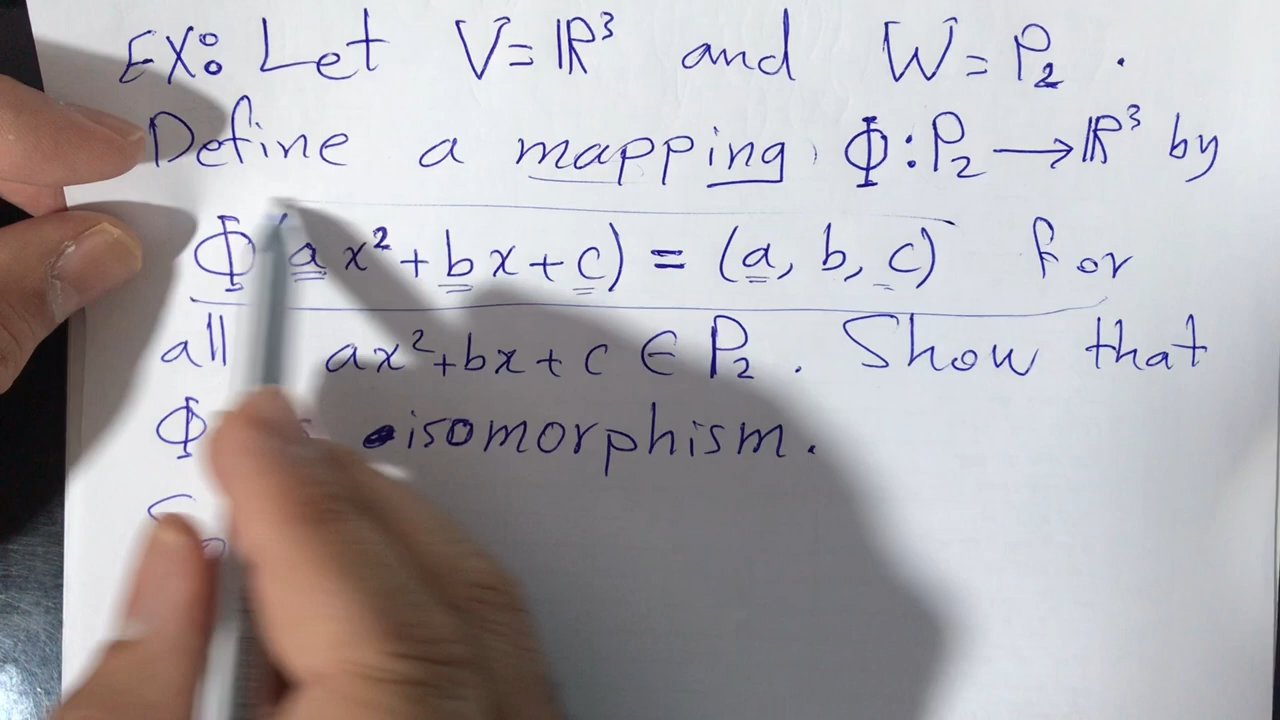 EX: Let V = ℝ³ and W = P₂ .
Define a mapping Φ : P₂ → ℝ³ by
Φ(ax² + bx + c) = (a, b, c) for
all ax² + bx + c ∈ P₂ . Show that
Φ isomorphism.